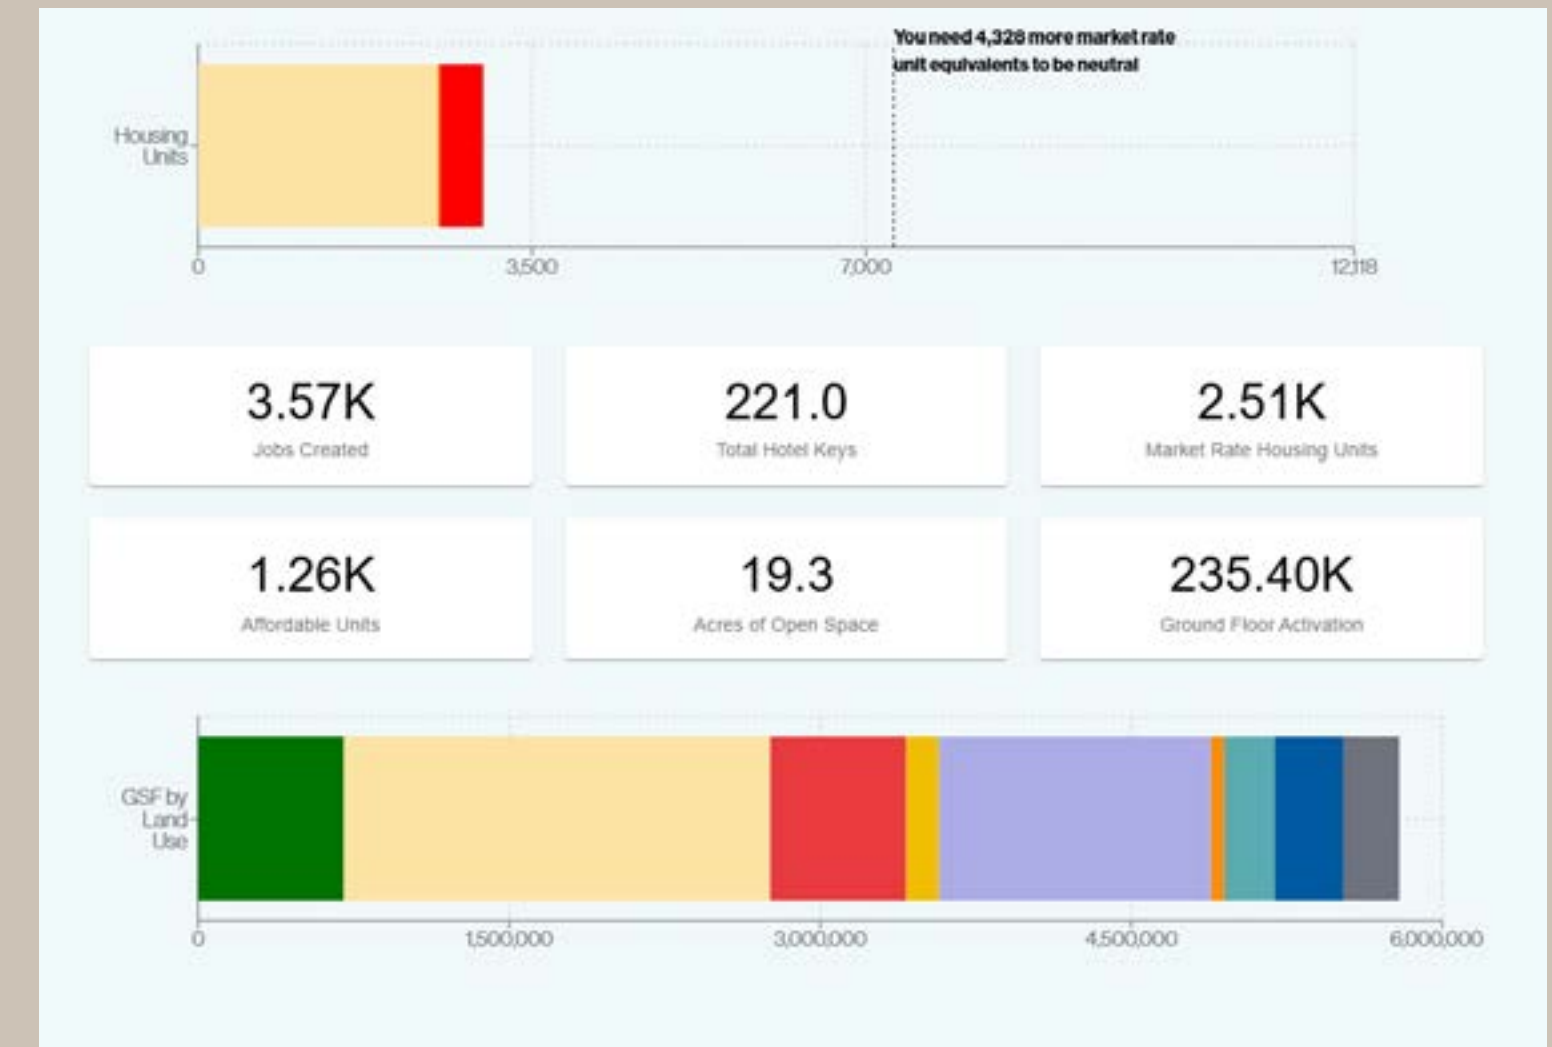 You need 4,328 more market rate
unit equivalents to be neutral
Housing
Units
0
3,500
7,000
12,118
3.57K
Jobs Created
221.0
Total Hotel Keys
2.51K
Market Rate Housing Units
1.26K
Affordable Units
19.3
Acres of Open Space
235.40K
Ground Floor Activation
GSF by
Land
Use
0
1,500,000
3,000,000
4,500,000
6,000,000